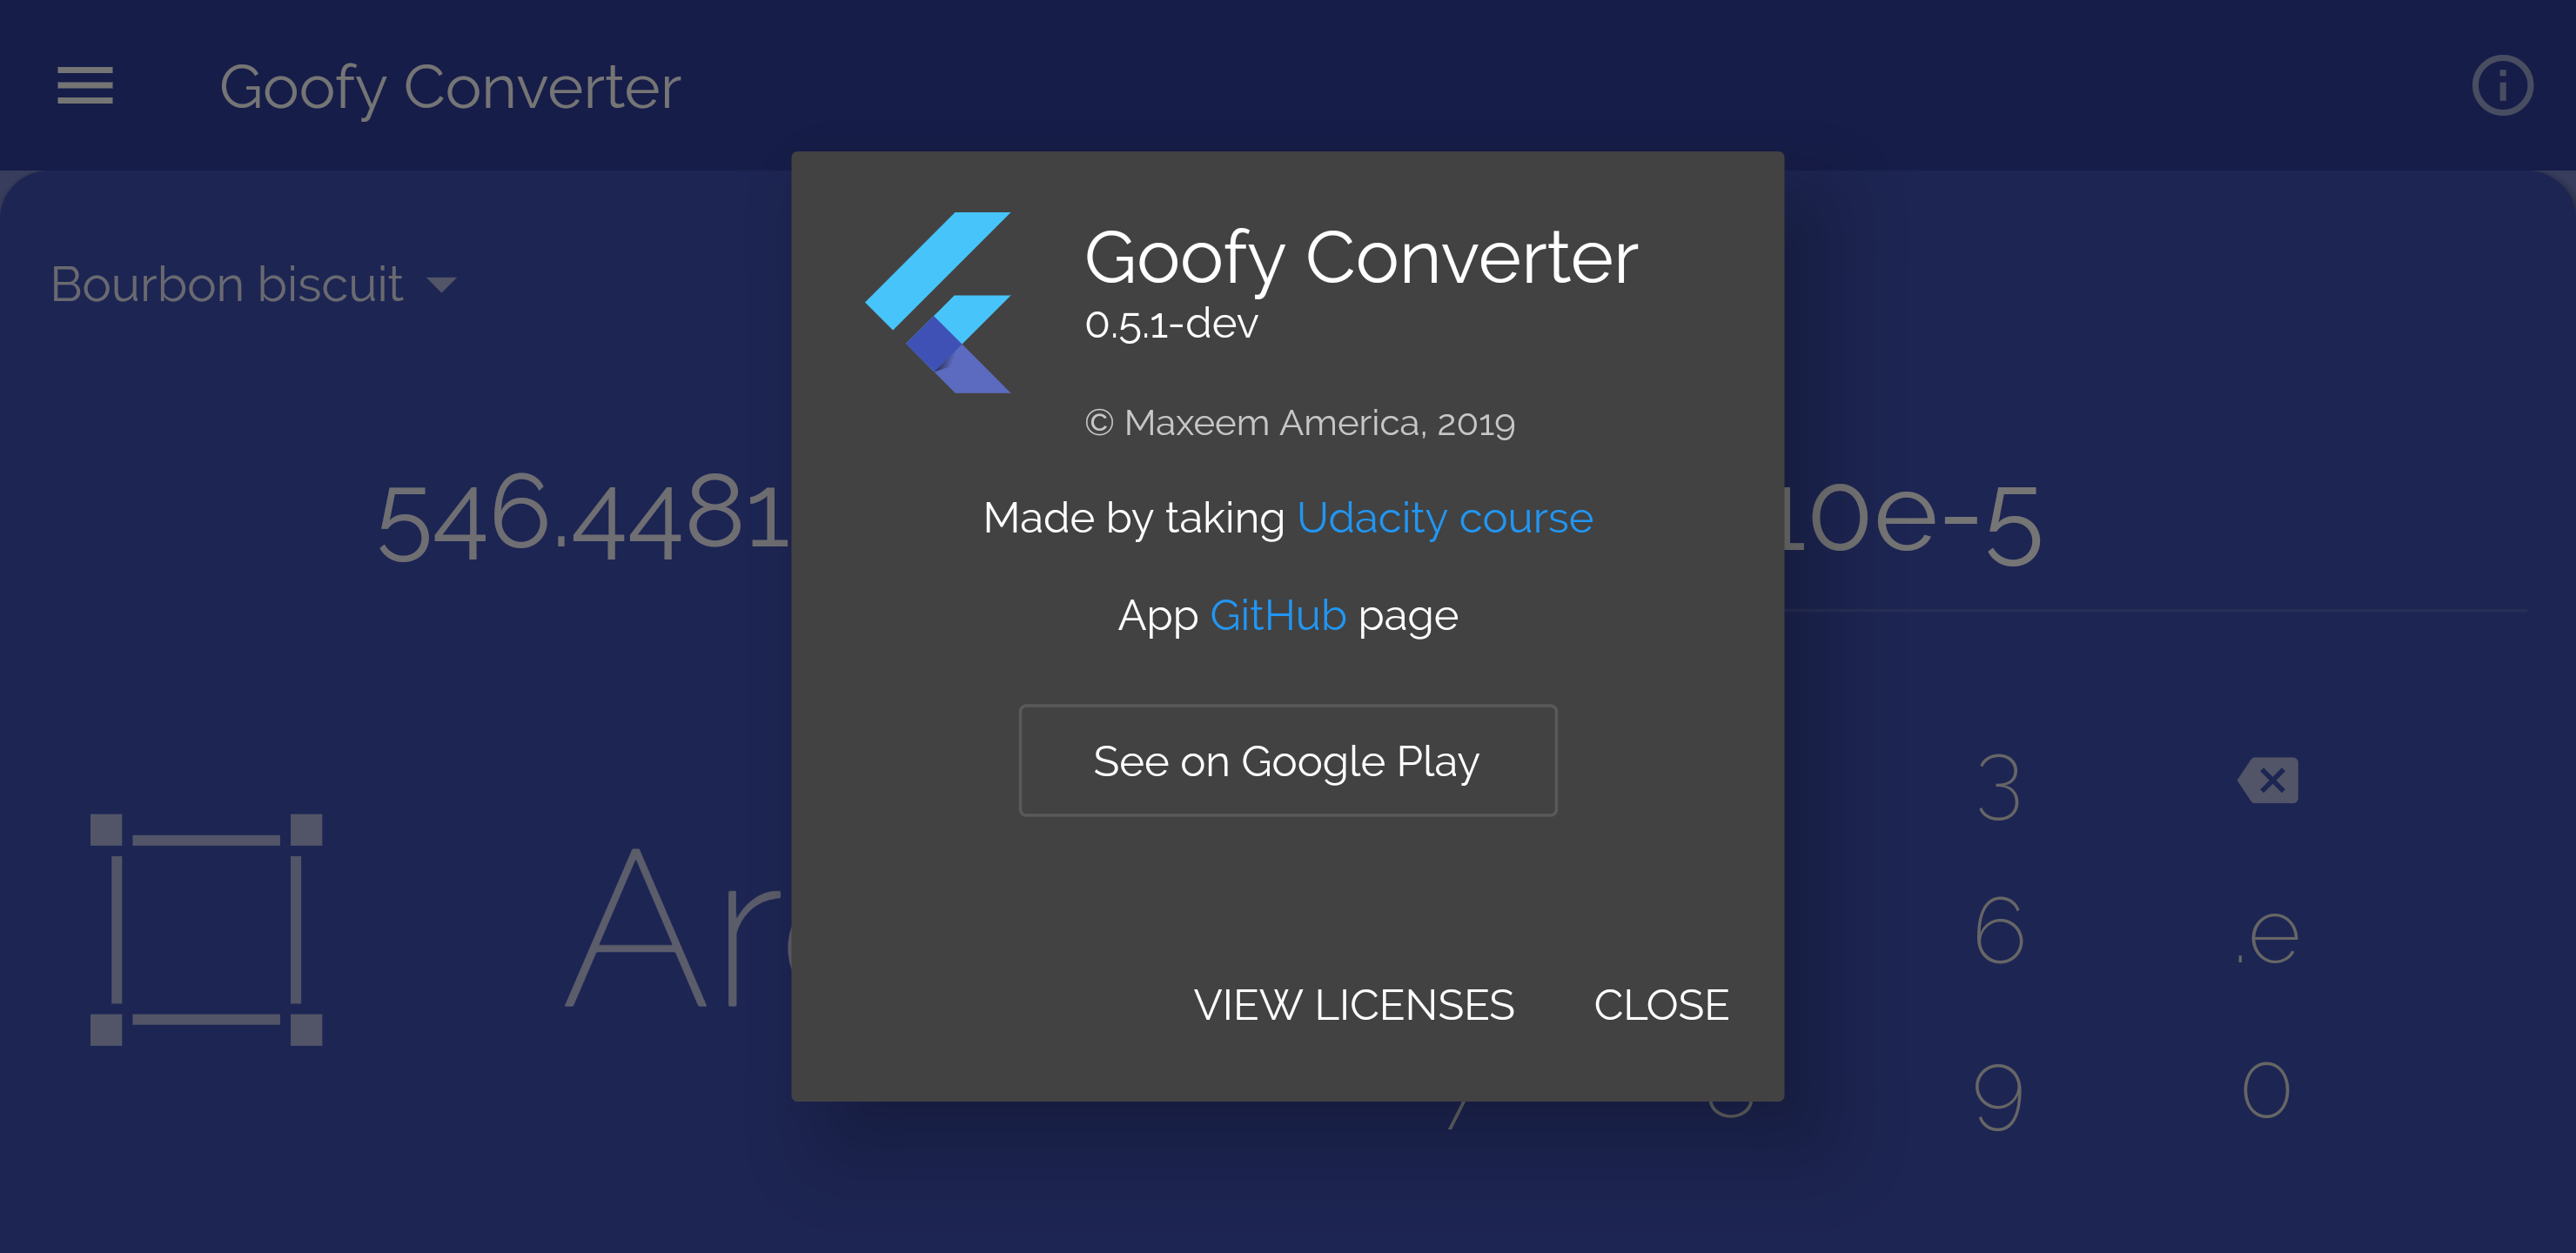 Goofy Converter
Bourbon biscuit
546.4481
10e-5
Goofy Converter
0.5.1-dev
© Maxeem America, 2019
Made by taking Udacity course
App GitHub page
See on Google Play
VIEW LICENSES CLOSE
3
6 .e
9 0